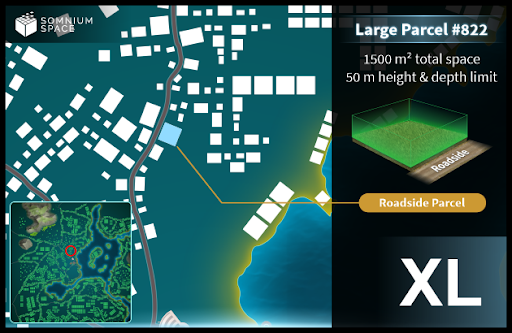 SOMNIUM
SPACE
Large Parcel #822
1500 m² total space
50 m height & depth limit
Roadside
Roadside Parcel
XL